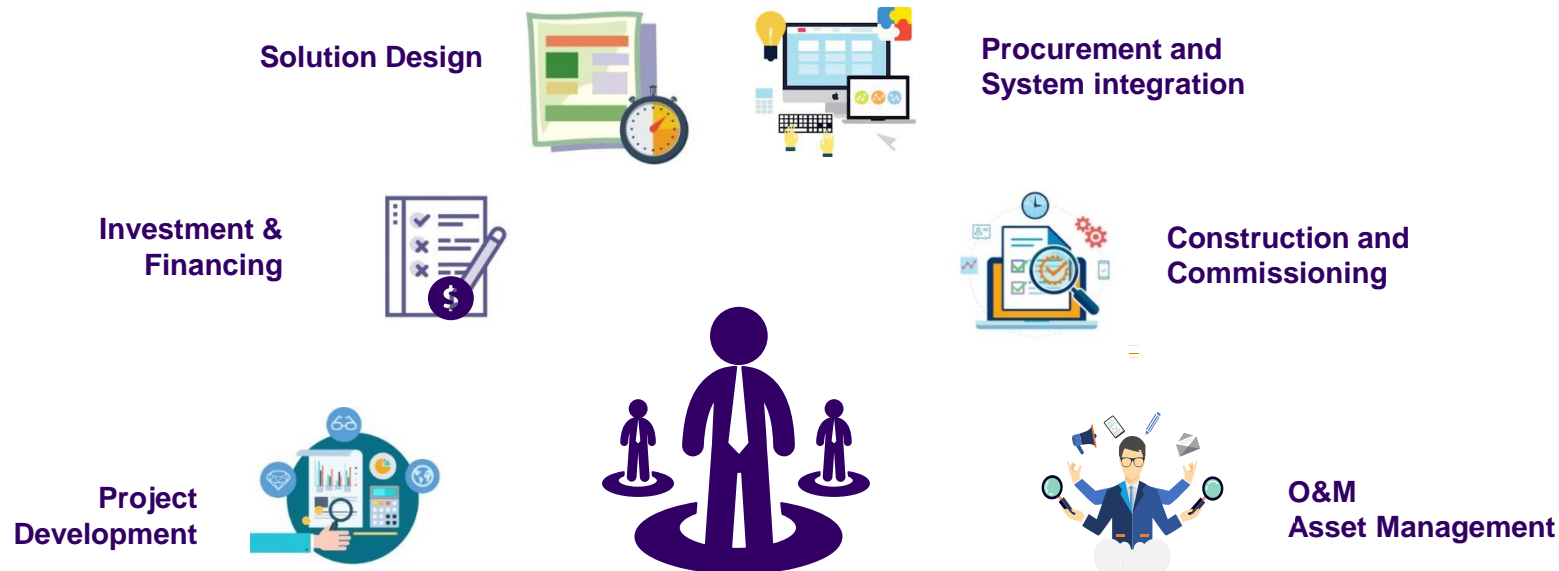 Solution Design
Procurement and
System integration
Investment &
Financing
$
Construction and
Commissioning
Project
Development
O&M
Asset Management